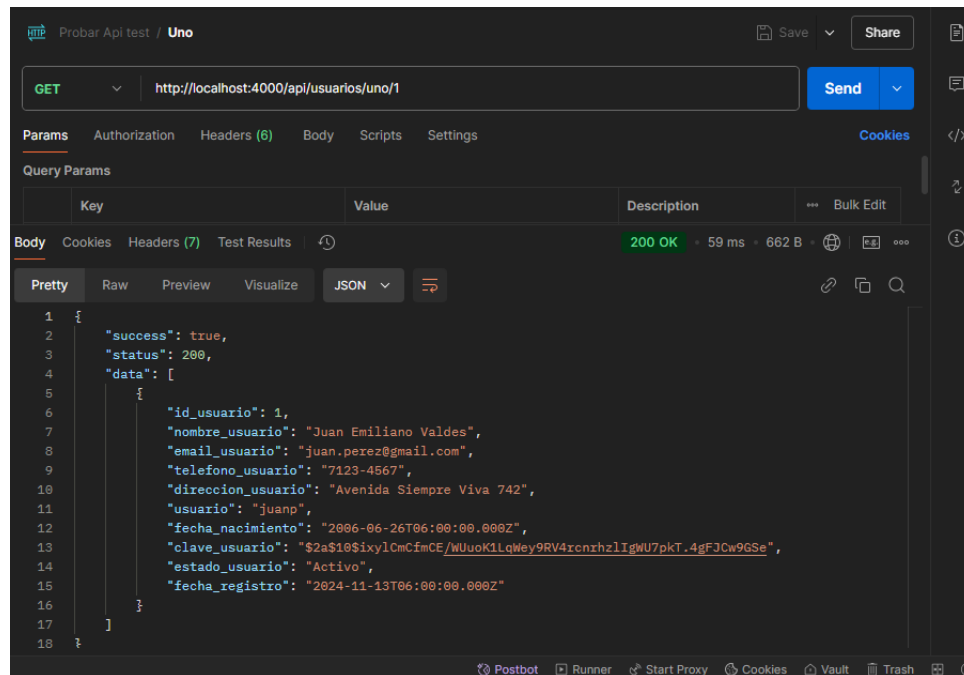 HTTP Probar Api test / Uno Save Share
GET http://localhost:4000/api/usuarios/uno/1 Send
Params Authorization Headers (6) Body Scripts Settings Cookies
Query Params
Key Value Description Bulk Edit
Body Cookies Headers (7) Test Results 200 OK 59 ms 662 B e.g.
Pretty Raw Preview Visualize JSON
1 {
2 "success": true,
3 "status": 200,
4 "data": [
5 {
6 "id_usuario": 1,
7 "nombre_usuario": "Juan Emiliano Valdes",
8 "email_usuario": "juan.perez@gmail.com",
9 "telefono_usuario": "7123-4567",
10 "direccion_usuario": "Avenida Siempre Viva 742",
11 "usuario": "juanp",
12 "fecha_nacimiento": "2006-06-26T06:00:00.000Z",
13 "clave_usuario": "$2a$10$ixylCmCfmCE/WUuoK1LqWey9RV4rcnrhzlIgWU7pkT.4gFJCw9GSe",
14 "estado_usuario": "Activo",
15 "fecha_registro": "2024-11-13T06:00:00.000Z"
16 }
17 ]
18 }
Postbot Runner Start Proxy Cookies Vault Trash